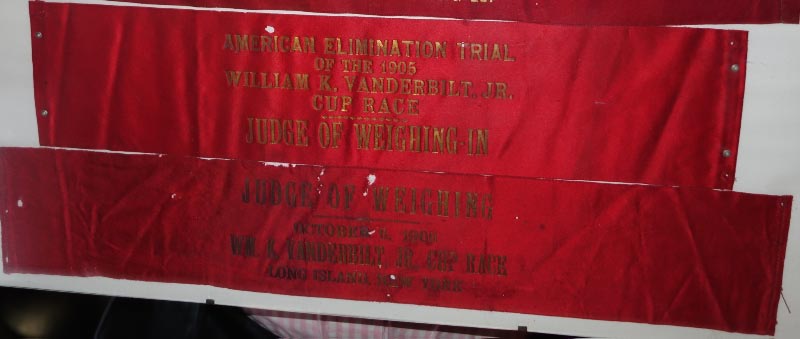 AMERICAN ELIMINATION TRIAL
OF THE 1905
WILLIAM K. VANDERBILT, JR.
CUP RACE
JUDGE OF WEIGHING-IN
JUDGE OF WEIGHING
OCTOBER
WM. K. VANDERBILT, JR. CUP RACE
LONG ISLAND, NEW YORK